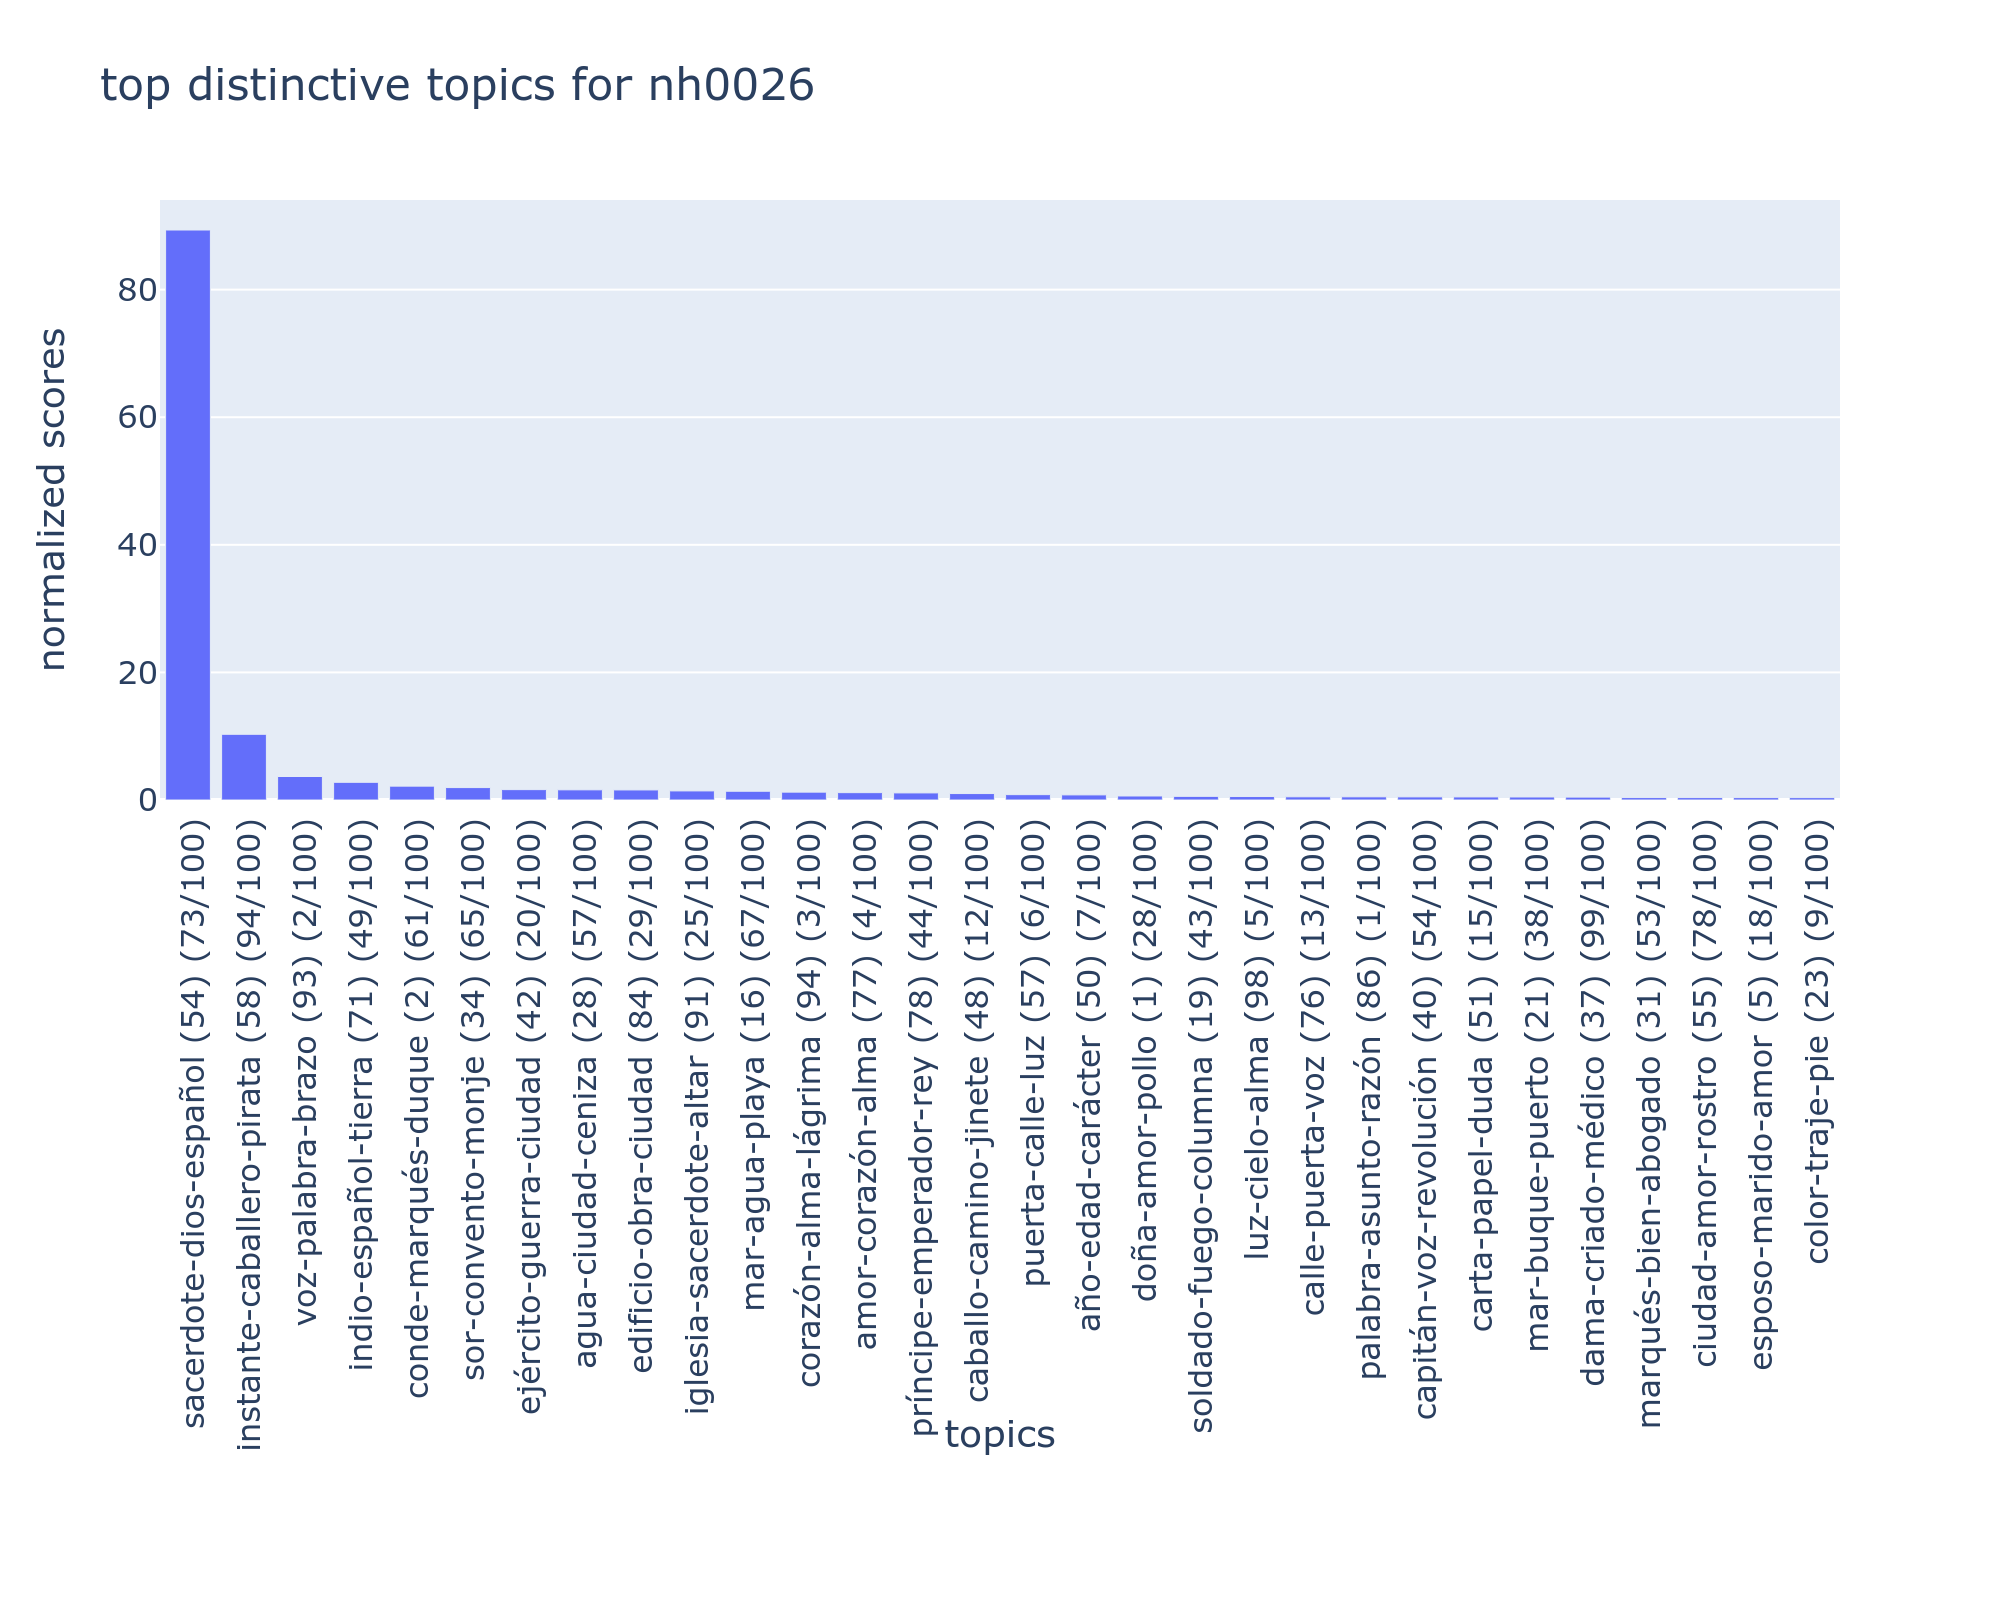 top distinctive topics for nh0026
normalized scores
80
60
40
20
0
sacerdote-dios-español (54) (73/100)
instante-caballero-pirata (58) (94/100)
voz-palabra-brazo (93) (2/100)
indio-español-tierra (71) (49/100)
conde-marqués-duque (2) (61/100)
sor-convento-monje (34) (65/100)
ejército-guerra-ciudad (42) (20/100)
agua-ciudad-ceniza (28) (57/100)
edificio-obra-ciudad (84) (29/100)
iglesia-sacerdote-altar (91) (25/100)
mar-agua-playa (16) (67/100)
corazón-alma-lágrima (94) (3/100)
amor-corazón-alma (77) (4/100)
príncipe-emperador-rey (78) (44/100)
caballo-camino-jinete (48) (12/100)
puerta-calle-luz (57) (6/100)
año-edad-carácter (50) (7/100)
doña-amor-pollo (1) (28/100)
soldado-fuego-columna (19) (43/100)
luz-cielo-alma (98) (5/100)
calle-puerta-voz (76) (13/100)
palabra-asunto-razón (86) (1/100)
capitán-voz-revolución (40) (54/100)
carta-papel-duda (51) (15/100)
mar-buque-puerto (21) (38/100)
dama-criado-médico (37) (99/100)
marqués-bien-abogado (31) (53/100)
ciudad-amor-rostro (55) (78/100)
esposo-marido-amor (5) (18/100)
color-traje-pie (23) (9/100)
topics